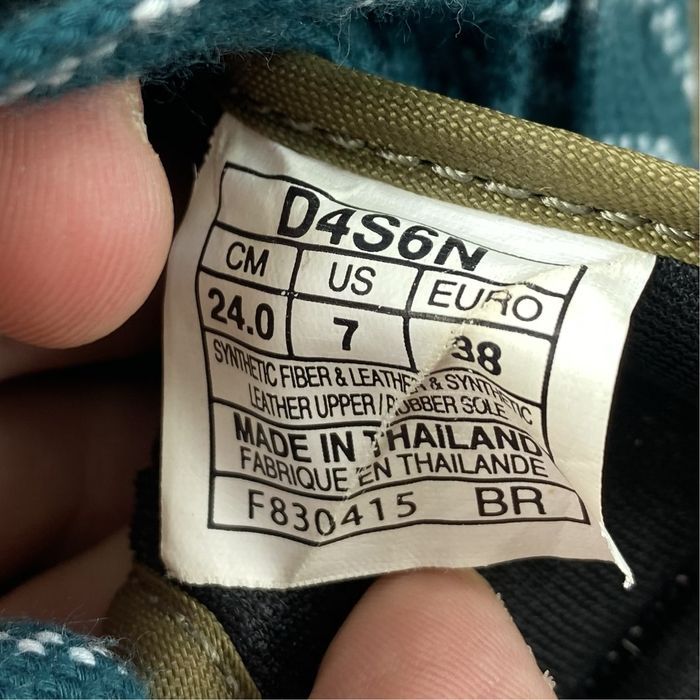 D4S6N
CM US EURO
24.0 7 38
SYNTHETIC FIBER & LEATHER & SYNTHETIC
LEATHER UPPER / RUBBER SOLE
MADE IN THAILAND
FABRIQUE EN THAILANDE
F830415 BR